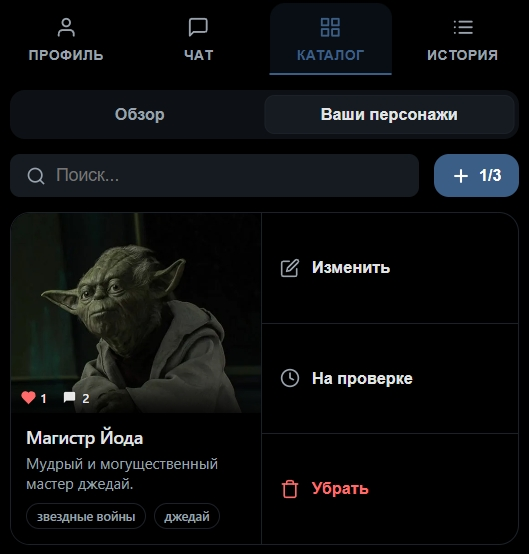 ПРОФИЛЬ ЧАТ КАТАЛОГ ИСТОРИЯ
Обзор Ваши персонажи
Поиск... + 1/3
Изменить
На проверке
Убрать
1 2
Магистр Йода
Мудрый и могущественный
мастер джедай.
звездные войны джедай